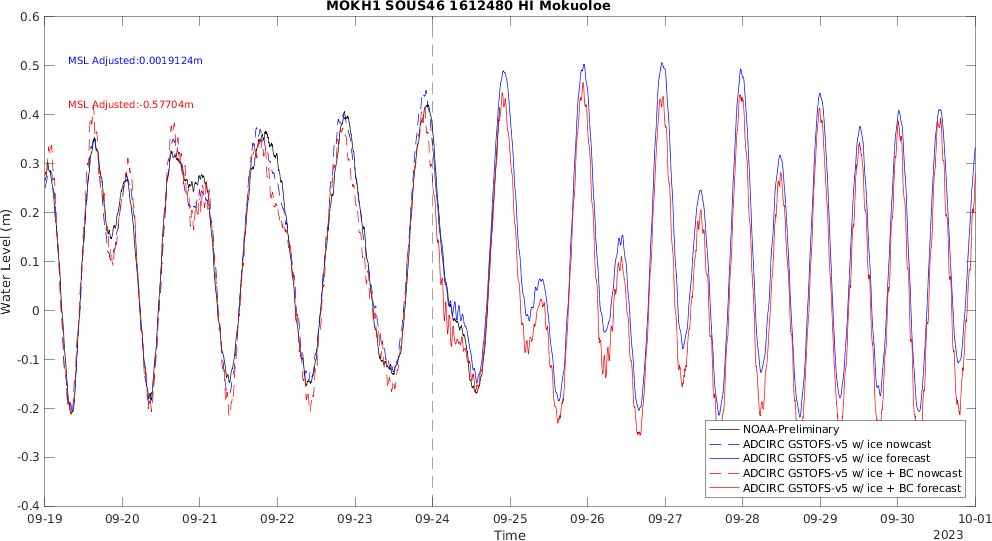 MOKH1 SOUS46 1612480 HI Mokuoloe
0.6
0.5
0.4
0.3
0.2
0.1
0
-0.1
-0.2
-0.3
-0.4
Water Level (m)
MSL Adjusted:0.0019124m
MSL Adjusted:-0.57704m
NOAA-Preliminary
ADCIRC GSTOFS-v5 w/ ice nowcast
ADCIRC GSTOFS-v5 w/ ice forecast
ADCIRC GSTOFS-v5 w/ ice + BC nowcast
ADCIRC GSTOFS-v5 w/ ice + BC forecast
09-19 09-20 09-21 09-22 09-23 09-24 09-25 09-26 09-27 09-28 09-29 09-30 10-01
Time
2023